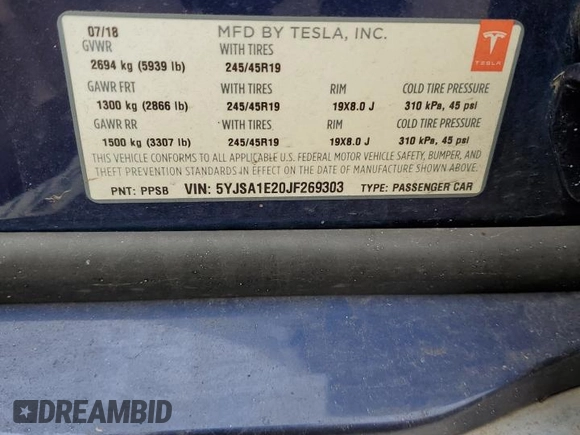 07/18 MFD BY TESLA, INC.
GVWR WITH TIRES
2694 kg (5939 lb) 245/45R19
TESLA
GAWR FRT WITH TIRES RIM COLD TIRE PRESSURE
1300 kg (2866 lb) 245/45R19 19X8.0 J 310 kPa, 45 psi
GAWR RR WITH TIRES RIM COLD TIRE PRESSURE
1500 kg (3307 lb) 245/45R19 19X8.0 J 310 kPa, 45 psi
THIS VEHICLE CONFORMS TO ALL APPLICABLE U.S. FEDERAL MOTOR VEHICLE SAFETY, BUMPER, AND
THEFT PREVENTION STANDARDS IN EFFECT ON THE DATE OF MANUFACTURE SHOWN ABOVE.
PNT: PPSB VIN: 5YJSA1E20JF269303 TYPE: PASSENGER CAR
DREAMBID